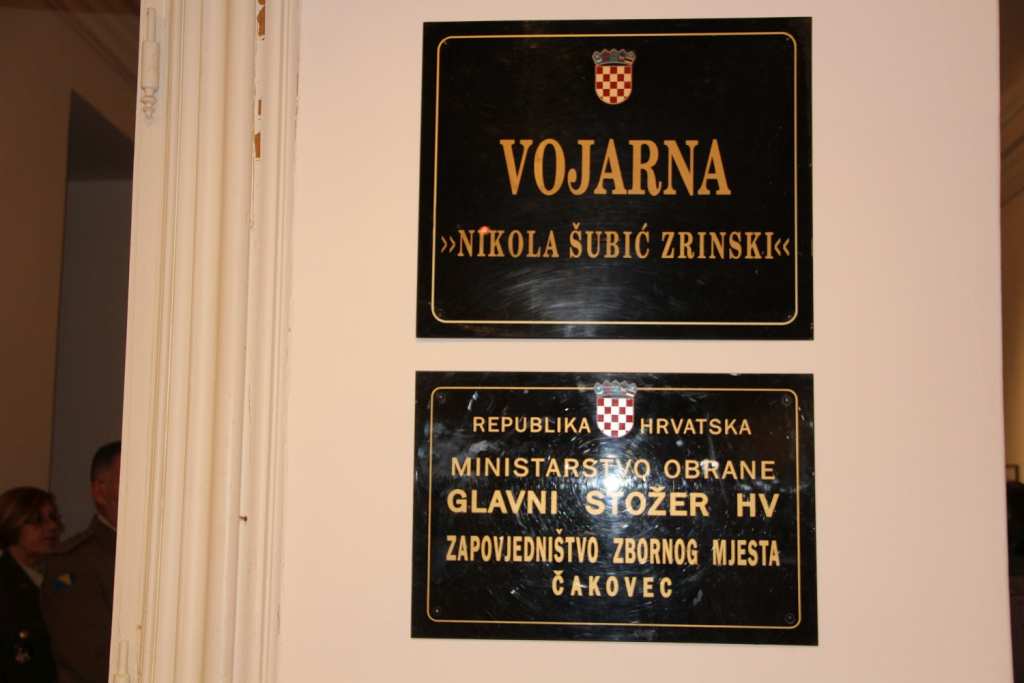 VOJARNA
»NIKOLA ŠUBIĆ ZRINSKI«
REPUBLIKA HRVATSKA
MINISTARSTVO OBRANE
GLAVNI STOŽER HV
ZAPOVJEDNIŠTVO ZBORNOG MJESTA
ČAKOVEC